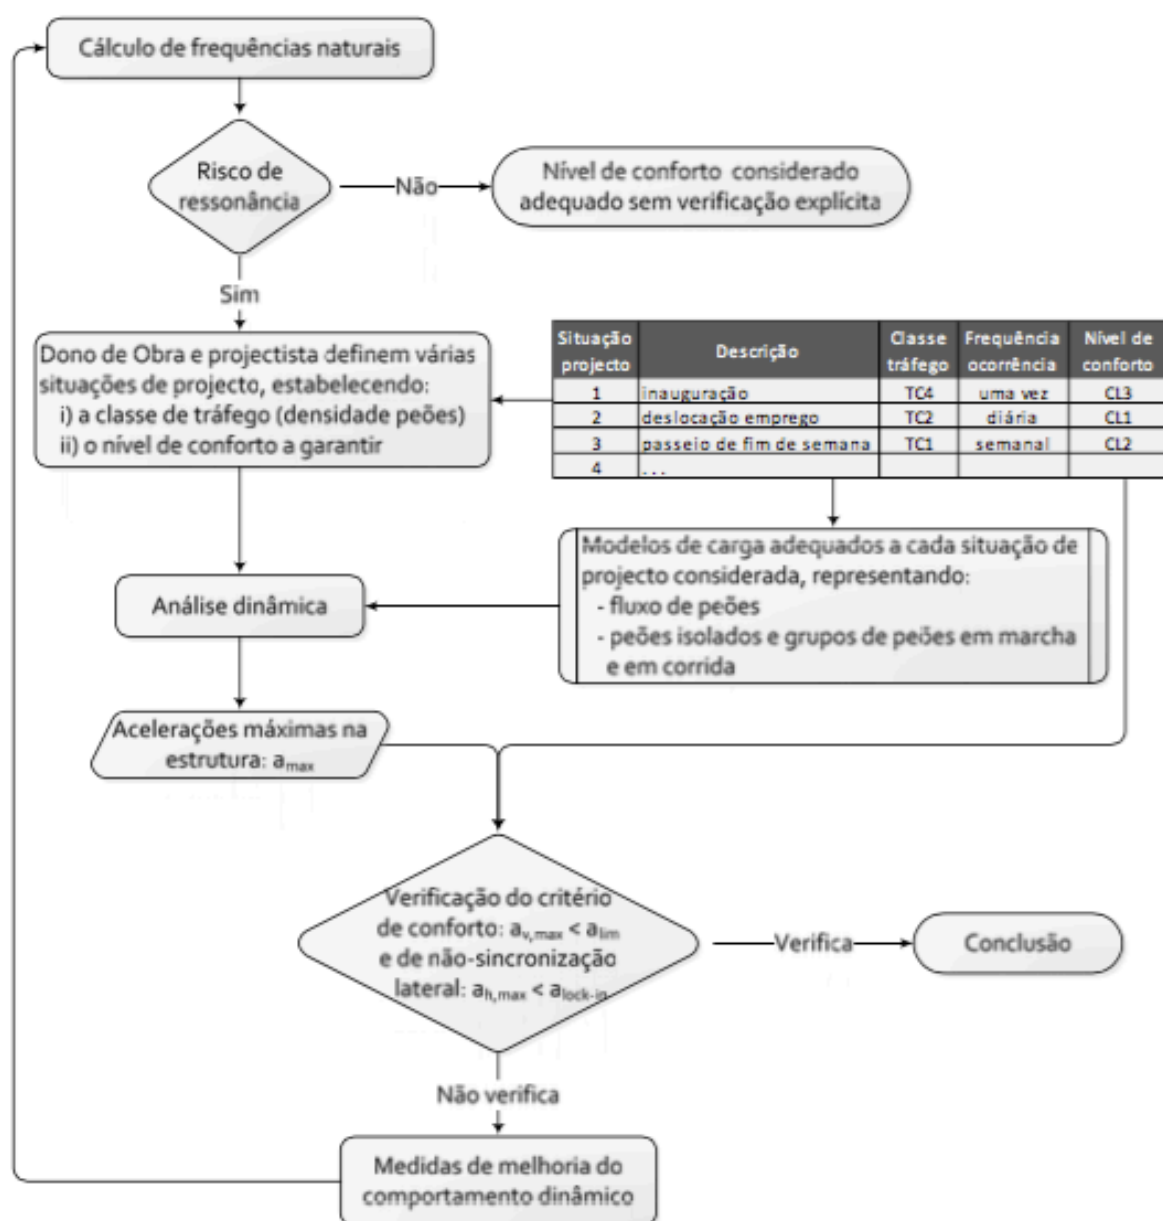 Cálculo de frequências naturais
Risco de
ressonância
Não
Nível de conforto considerado
adequado sem verificação explícita
Sim
Dono de Obra e projectista definem várias
situações de projecto, estabelecendo:
i) a classe de tráfego (densidade peões)
ii) o nível de conforto a garantir
Situação projecto | Descrição | Classe tráfego | Frequência ocorrência | Nível de conforto
1 | inauguração | TC4 | uma vez | CL3
2 | deslocação emprego | TC2 | diária | CL1
3 | passeio de fim de semana | TC1 | semanal | CL2
4 | ...
Modelos de carga adequados a cada situação de
projecto considerada, representando:
- fluxo de peões
- peões isolados e grupos de peões em marcha
e em corrida
Análise dinâmica
Acelerações máximas na
estrutura: a_max
Verificação do critério
de conforto: a_v,max < a_lim
e de não-sincronização
lateral: a_h,max < a_lock-in
Verifica
Conclusão
Não verifica
Medidas de melhoria do
comportamento dinâmico